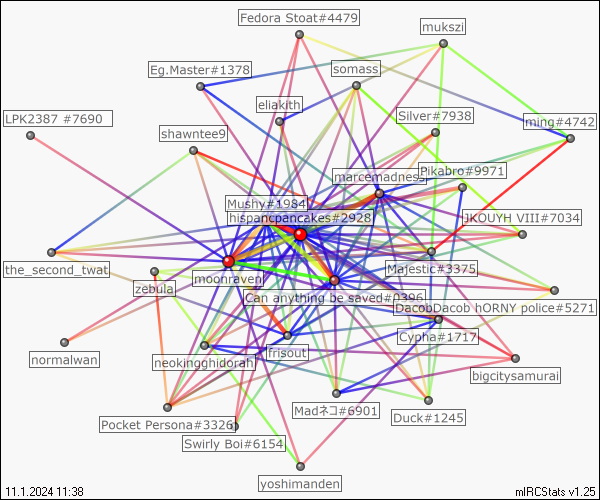 Fedora Stoat#4479
mukszi
Eg.Master#1378
somass
eliakith
LPK2387 #7690
Silver#7938
ming#4742
shawntee9
Pikabro#9971
marcemadness
Mushy#1984
hispancpancakes#2928
JKOUYH VIII#7034
the_second_twat
moonraven
Majestic#3375
zebula
Can anything be saved#0396
DacobDacob hORNY police#5271
Cypha#1717
frisout
normalwan
neokingghidorah
bigcitysamurai
Madネコ#6901
Duck#1245
Pocket Persona#3326
Swirly Boi#6154
yoshimanden
11.1.2024 11:38
mIRCStats v1.25